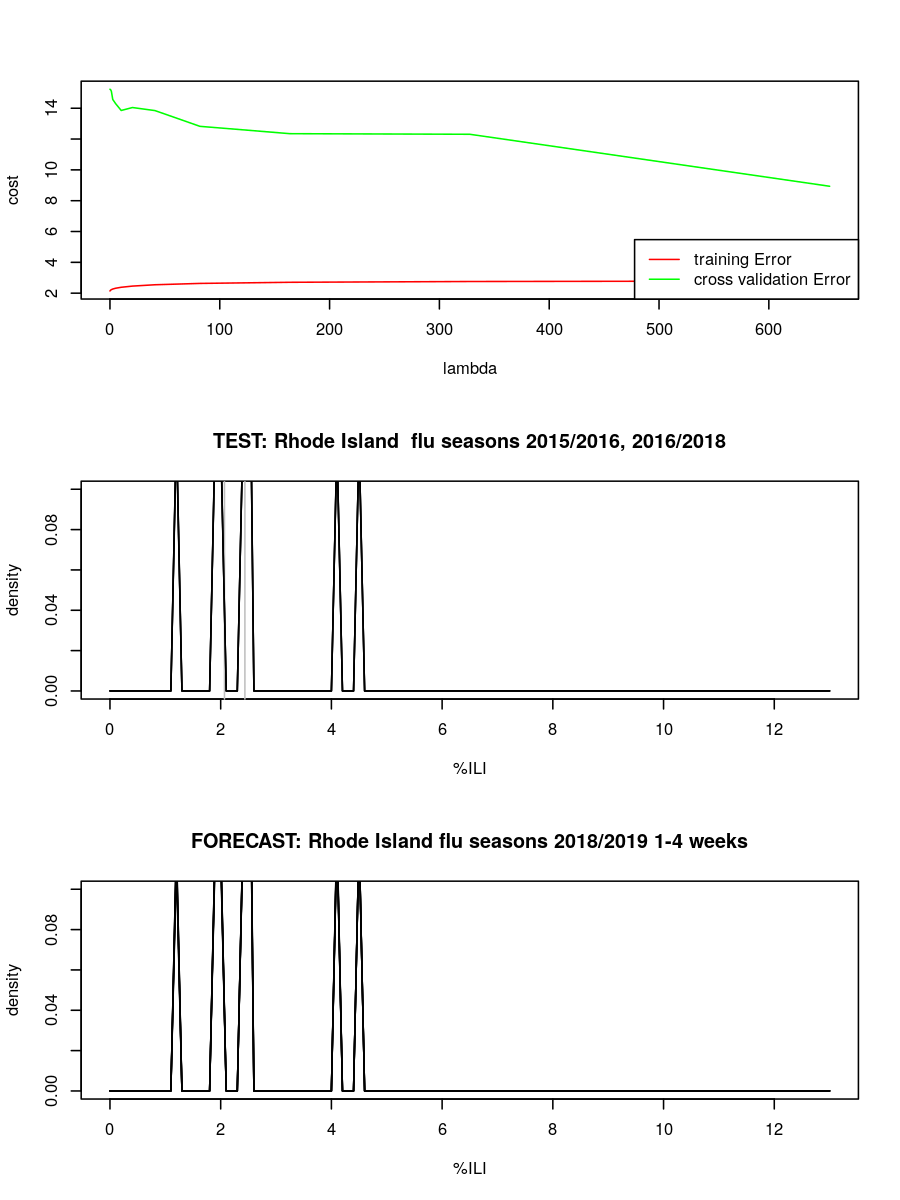 14
10
8
6
4
2
cost
training Error
cross validation Error
0 100 200 300 400 500 600
lambda
TEST: Rhode Island  flu seasons 2015/2016, 2016/2018
0.08
0.04
0.00
density
0 2 4 6 8 10 12
%ILI
FORECAST: Rhode Island flu seasons 2018/2019 1-4 weeks
0.08
0.04
0.00
density
0 2 4 6 8 10 12
%ILI